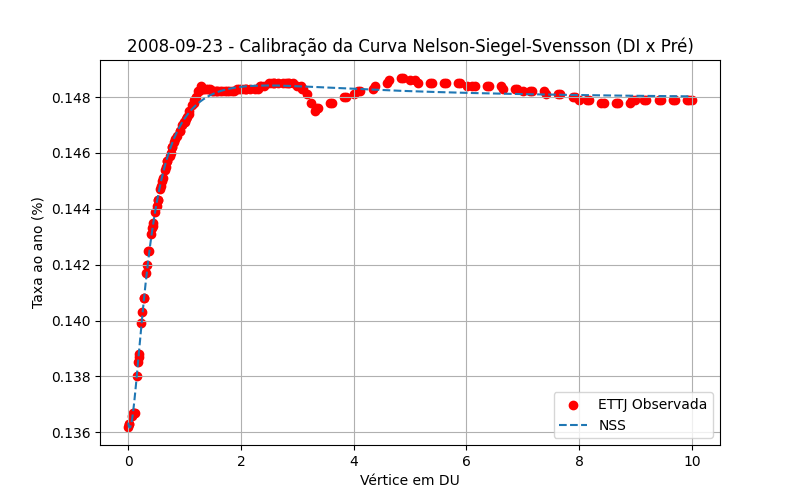 2008-09-23 - Calibração da Curva Nelson-Siegel-Svensson (DI x Pré)
Taxa ao ano (%)
0.148
0.146
0.144
0.142
0.140
0.138
0.136
0 2 4 6 8 10
Vértice em DU
ETTJ Observada
NSS